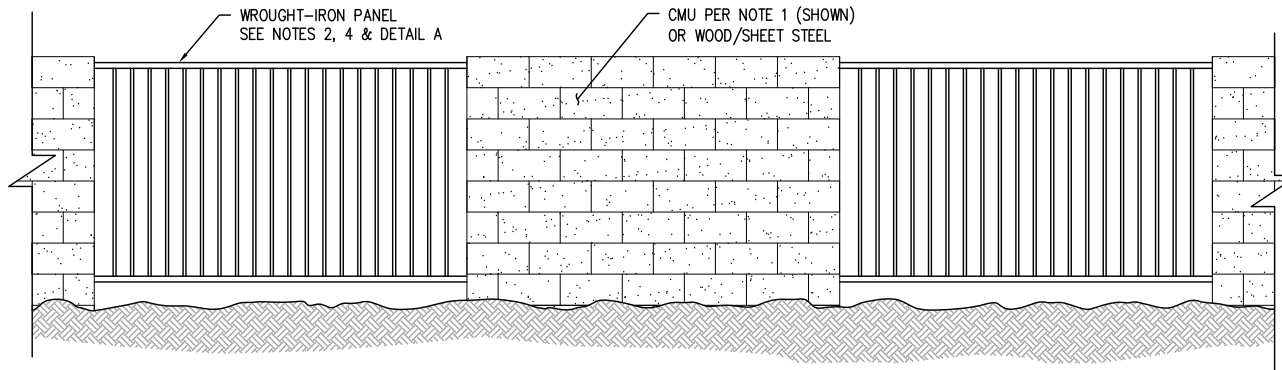 WROUGHT-IRON PANEL
SEE NOTES 2, 4 & DETAIL A
CMU PER NOTE 1 (SHOWN)
OR WOOD/SHEET STEEL